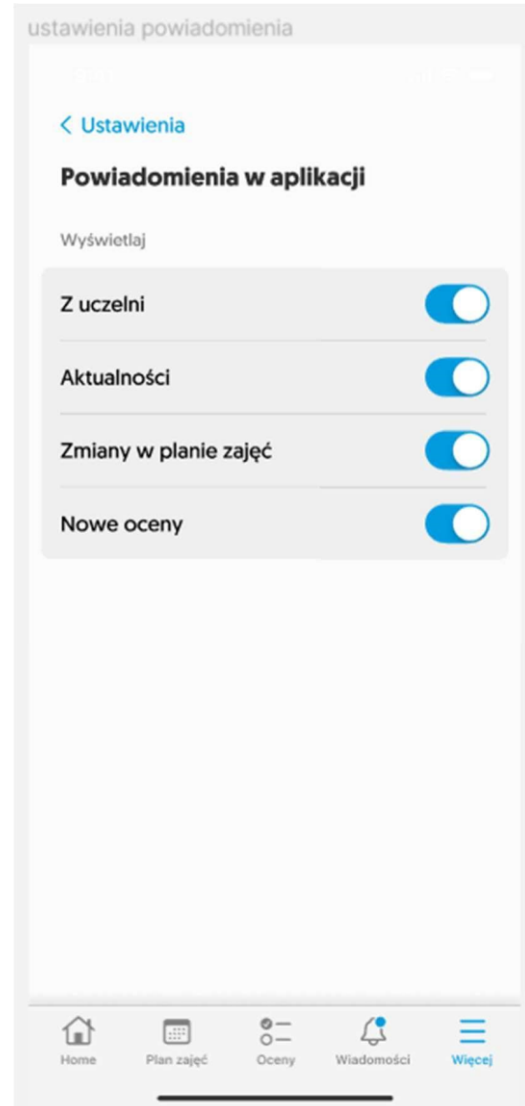 ustawienia powiadomienia
Ustawienia
Powiadomienia w aplikacji
Wyświetlaj
Z uczelni
Aktualności
Zmiany w planie zajęć
Nowe oceny
Home Plan zajęć Oceny Wiadomości Więcej